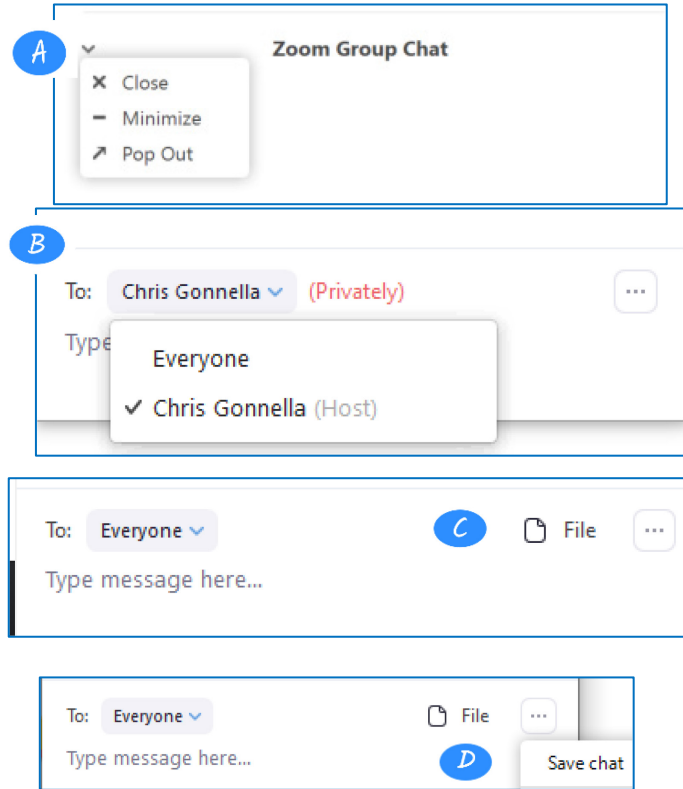 A
Zoom Group Chat
Close
Minimize
Pop Out
B
To: Chris Gonnella (Privately) ...
Type
Everyone
Chris Gonnella (Host)
To: Everyone C File ...
Type message here...
To: Everyone File ...
Type message here... D Save chat